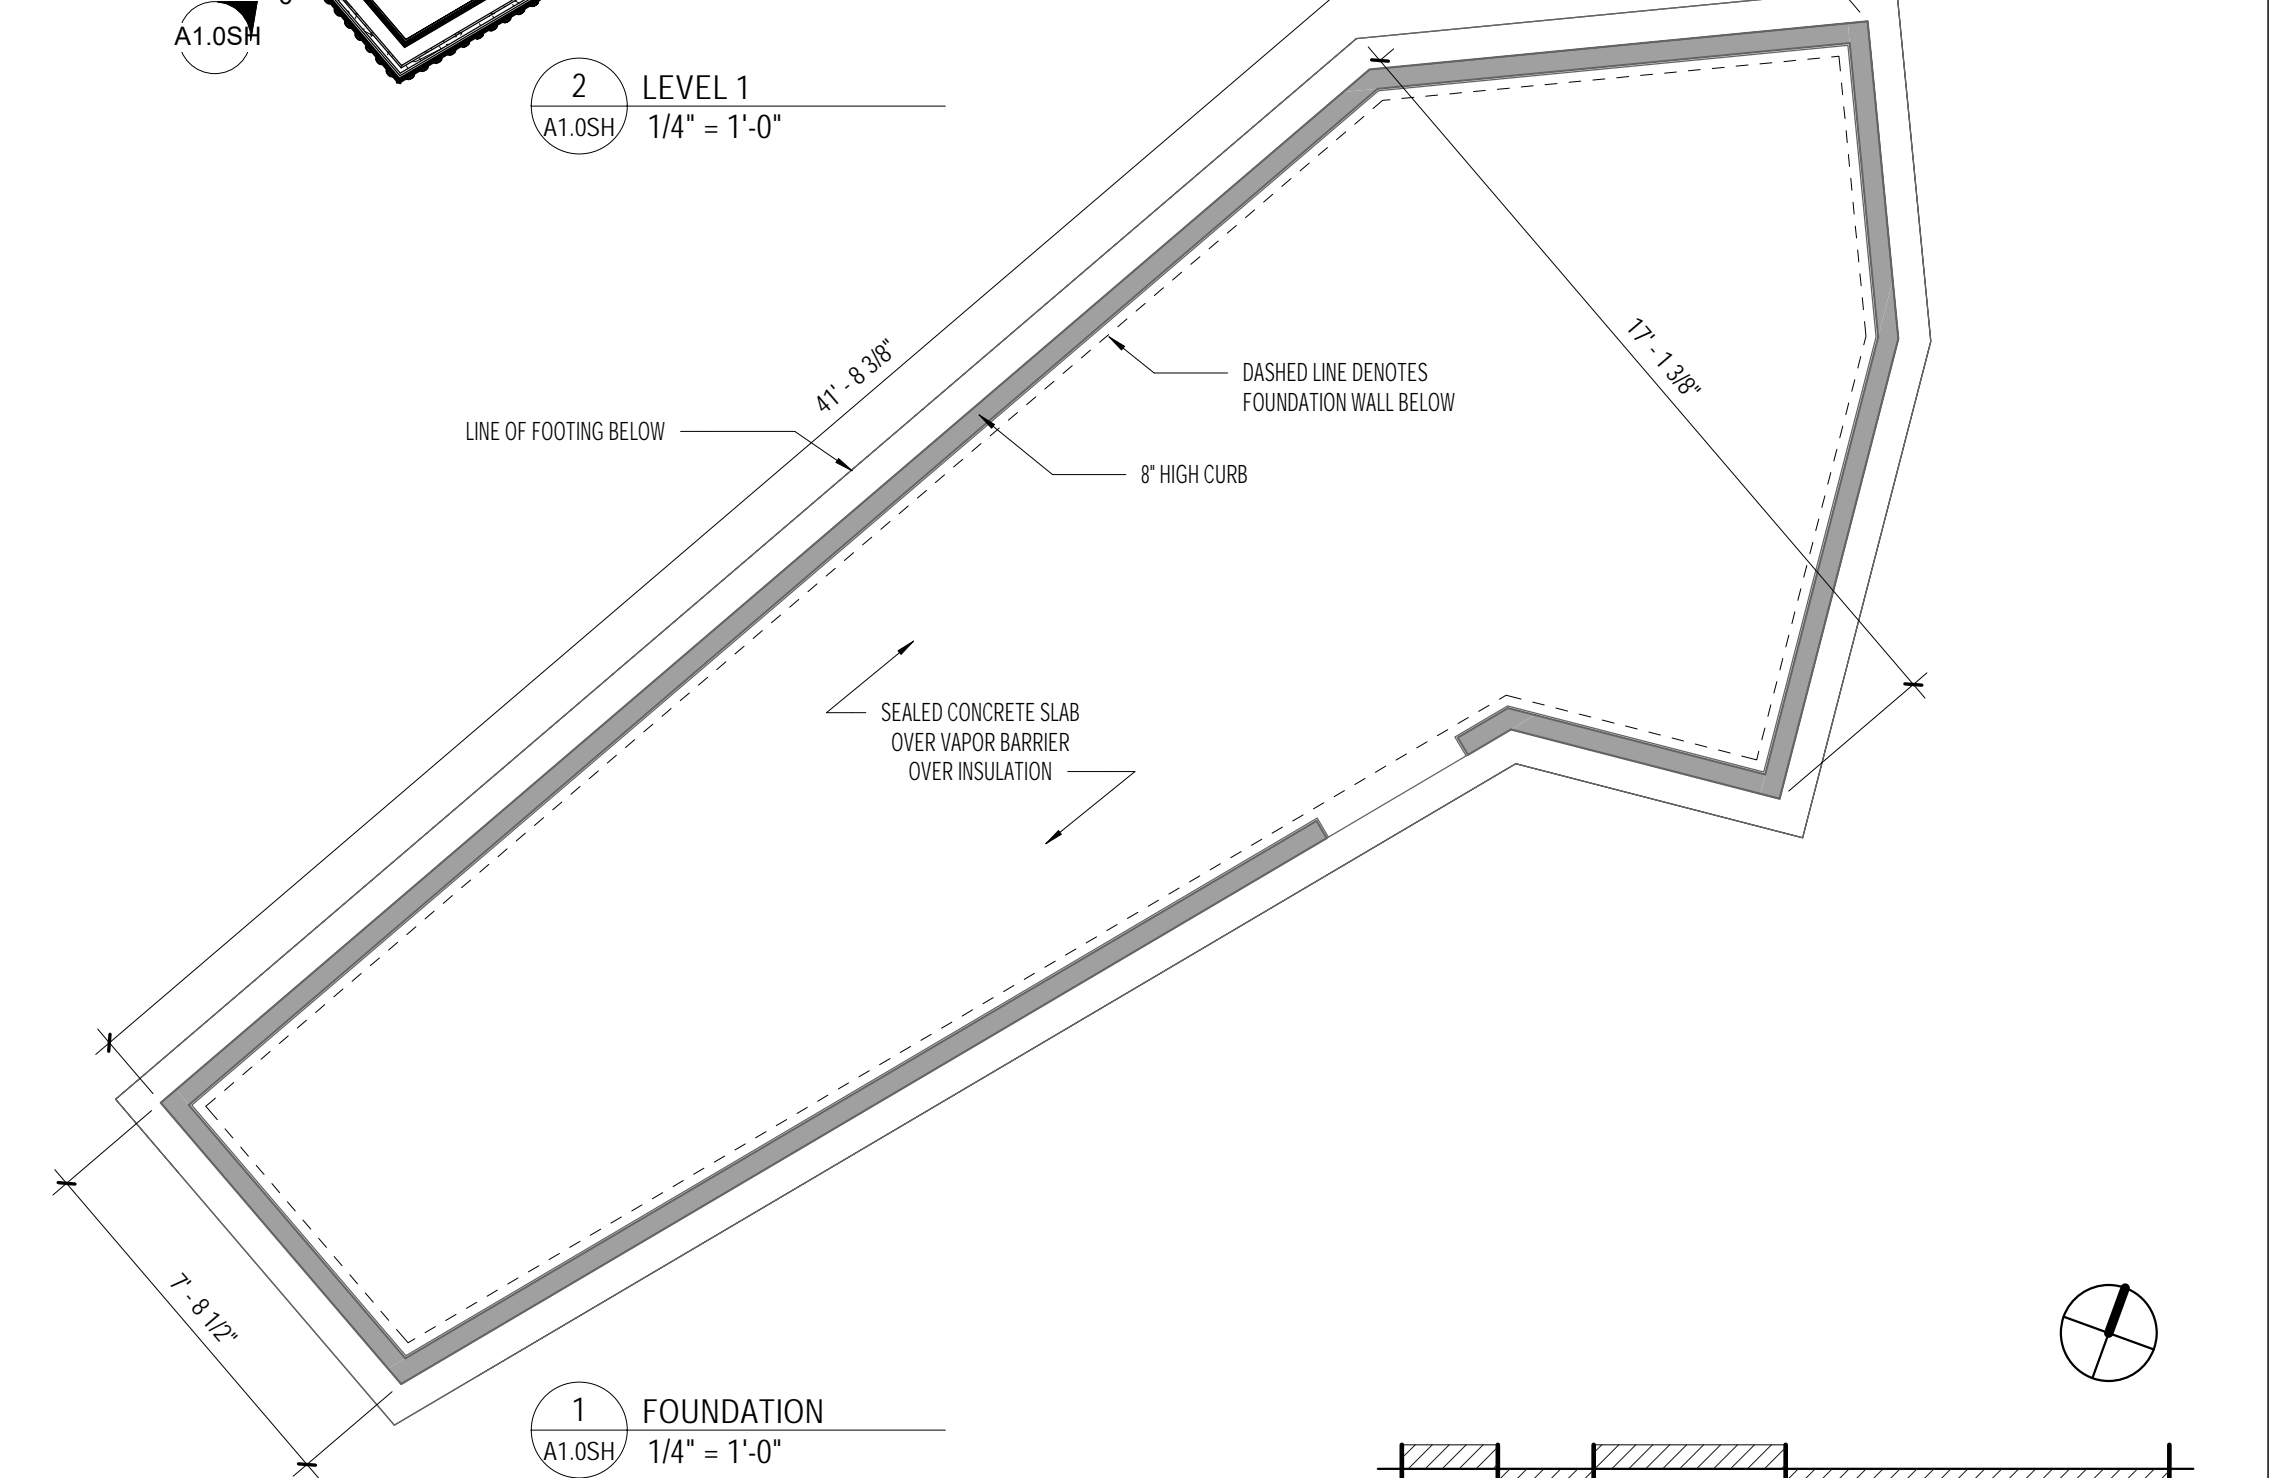 A1.0SH
2
LEVEL 1
A1.0SH
1/4" = 1'-0"
41' - 8 3/8"
17' - 1 3/8"
DASHED LINE DENOTES
FOUNDATION WALL BELOW
LINE OF FOOTING BELOW
8" HIGH CURB
SEALED CONCRETE SLAB
OVER VAPOR BARRIER
OVER INSULATION
7' - 8 1/2"
1
FOUNDATION
A1.0SH
1/4" = 1'-0"